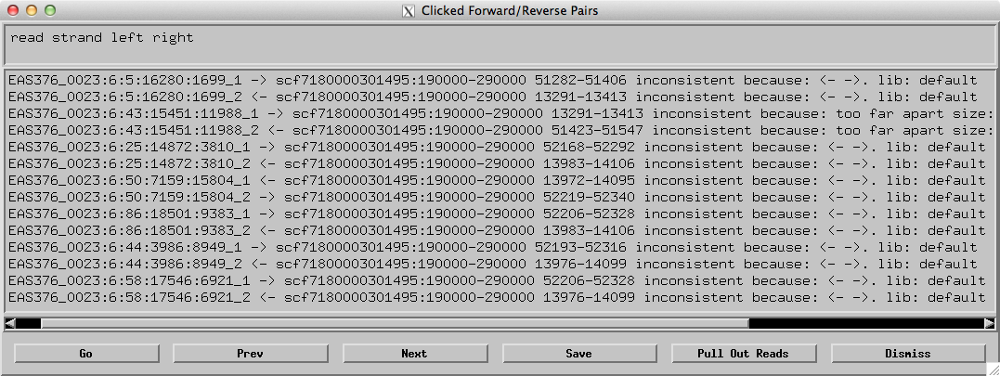 Clicked Forward/Reverse Pairs
read strand left right
EAS376_0023:6:5:16280:1699_1 -> scf7180000301495:190000-290000 51282-51406 inconsistent because: <- ->. lib: default
EAS376_0023:6:5:16280:1699_2 <- scf7180000301495:190000-290000 13291-13413 inconsistent because: <- ->. lib: default
EAS376_0023:6:43:15451:11988_1 -> scf7180000301495:190000-290000 13291-13413 inconsistent because: too far apart size:
EAS376_0023:6:43:15451:11988_2 <- scf7180000301495:190000-290000 51423-51547 inconsistent because: too far apart size:
EAS376_0023:6:25:14872:3810_1 -> scf7180000301495:190000-290000 52168-52292 inconsistent because: <- ->. lib: default
EAS376_0023:6:25:14872:3810_2 <- scf7180000301495:190000-290000 13983-14106 inconsistent because: <- ->. lib: default
EAS376_0023:6:50:7159:15804_1 <- scf7180000301495:190000-290000 13972-14095 inconsistent because: <- ->. lib: default
EAS376_0023:6:50:7159:15804_2 -> scf7180000301495:190000-290000 52219-52340 inconsistent because: <- ->. lib: default
EAS376_0023:6:86:18501:9383_1 -> scf7180000301495:190000-290000 52206-52328 inconsistent because: <- ->. lib: default
EAS376_0023:6:86:18501:9383_2 <- scf7180000301495:190000-290000 13983-14106 inconsistent because: <- ->. lib: default
EAS376_0023:6:44:3986:8949_1 -> scf7180000301495:190000-290000 52193-52316 inconsistent because: <- ->. lib: default
EAS376_0023:6:44:3986:8949_2 <- scf7180000301495:190000-290000 13976-14099 inconsistent because: <- ->. lib: default
EAS376_0023:6:58:17546:6921_1 -> scf7180000301495:190000-290000 52206-52328 inconsistent because: <- ->. lib: default
EAS376_0023:6:58:17546:6921_2 <- scf7180000301495:190000-290000 13976-14099 inconsistent because: <- ->. lib: default
Go Prev Next Save Pull Out Reads Dismiss